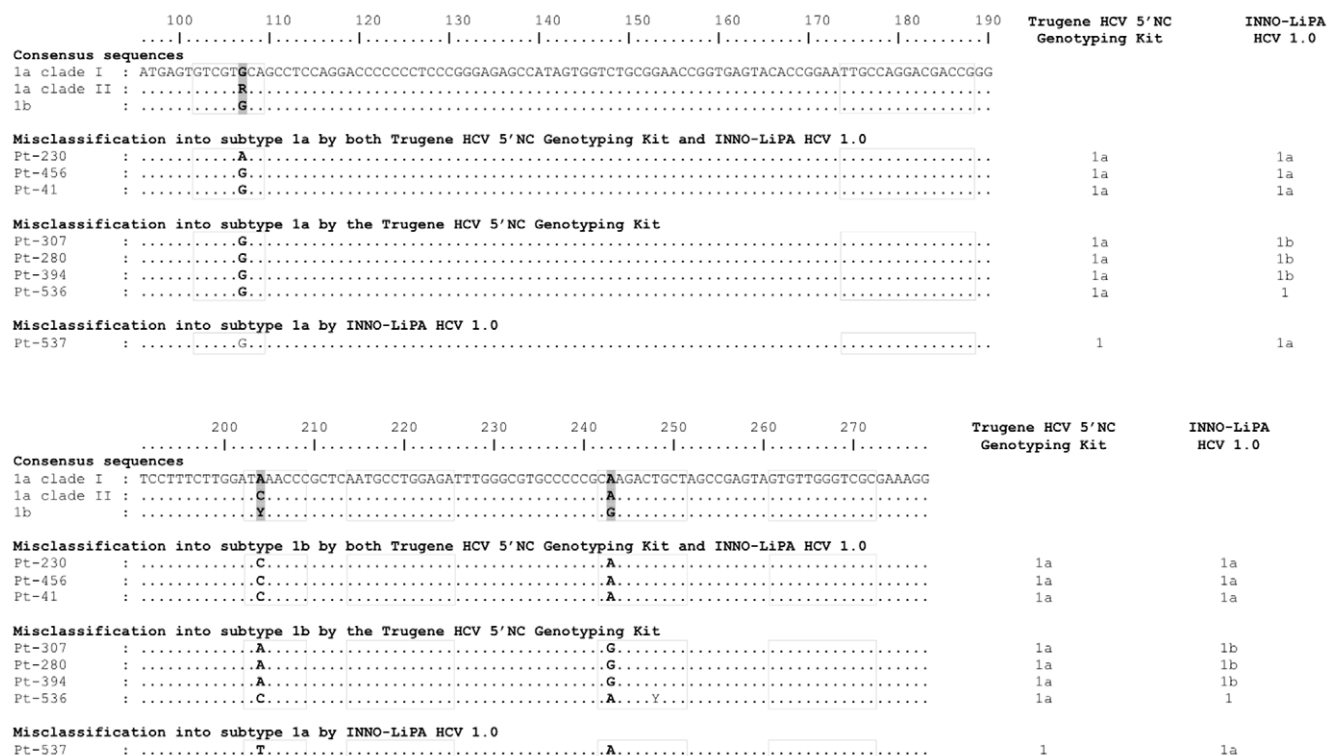 100 110 120 130 140 150 160 170 180 190 Trugene HCV 5'NC INNO-LiPA
Genotyping Kit HCV 1.0
Consensus sequences
1a clade I : ATGAGTGTCGTGCAGCCTCCAGGACCCCCCCTCCCGGGAGAGCCATAGTGGTCTGCGGAACCGGTGAGTACACCGGAATTGCCAGGACGACCGGG
1a clade II : ...........R...................................................................................
1b : ...........G...................................................................................
Misclassification into subtype 1a by both Trugene HCV 5'NC Genotyping Kit and INNO-LiPA HCV 1.0
Pt-230 : ...........A................................................................................... 1a 1a
Pt-456 : ...........G................................................................................... 1a 1a
Pt-41 : ...........G................................................................................... 1a 1a
Misclassification into subtype 1a by the Trugene HCV 5'NC Genotyping Kit
Pt-307 : ...........G................................................................................... 1a 1b
Pt-280 : ...........G................................................................................... 1a 1b
Pt-394 : ...........G................................................................................... 1a 1b
Pt-536 : ...........G................................................................................... 1a 1
Misclassification into subtype 1a by INNO-LiPA HCV 1.0
Pt-537 : ...........G................................................................................... 1 1a
200 210 220 230 240 250 260 270 Trugene HCV 5'NC INNO-LiPA
Genotyping Kit HCV 1.0
Consensus sequences
1a clade I : TCCTTTCTTGGATAAACCCGCTCAATGCCTGGAGATTTGGGCGTGCCCCCGCAAGACTGCTAGCCGAGTAGTGTTGGGTCGCGAAAGG
1a clade II : .............C......................................A...................................
1b : .............Y......................................G...................................
Misclassification into subtype 1b by both Trugene HCV 5'NC Genotyping Kit and INNO-LiPA HCV 1.0
Pt-230 : .............C......................................A................................... 1a 1a
Pt-456 : .............C......................................A................................... 1a 1a
Pt-41 : .............C......................................A................................... 1a 1a
Misclassification into subtype 1b by the Trugene HCV 5'NC Genotyping Kit
Pt-307 : .............A......................................G................................... 1a 1b
Pt-280 : .............A......................................G................................... 1a 1b
Pt-394 : .............A......................................G................................... 1a 1b
Pt-536 : .............C......................................A....Y.............................. 1a 1
Misclassification into subtype 1a by INNO-LiPA HCV 1.0
Pt-537 : .............T......................................A................................... 1 1a